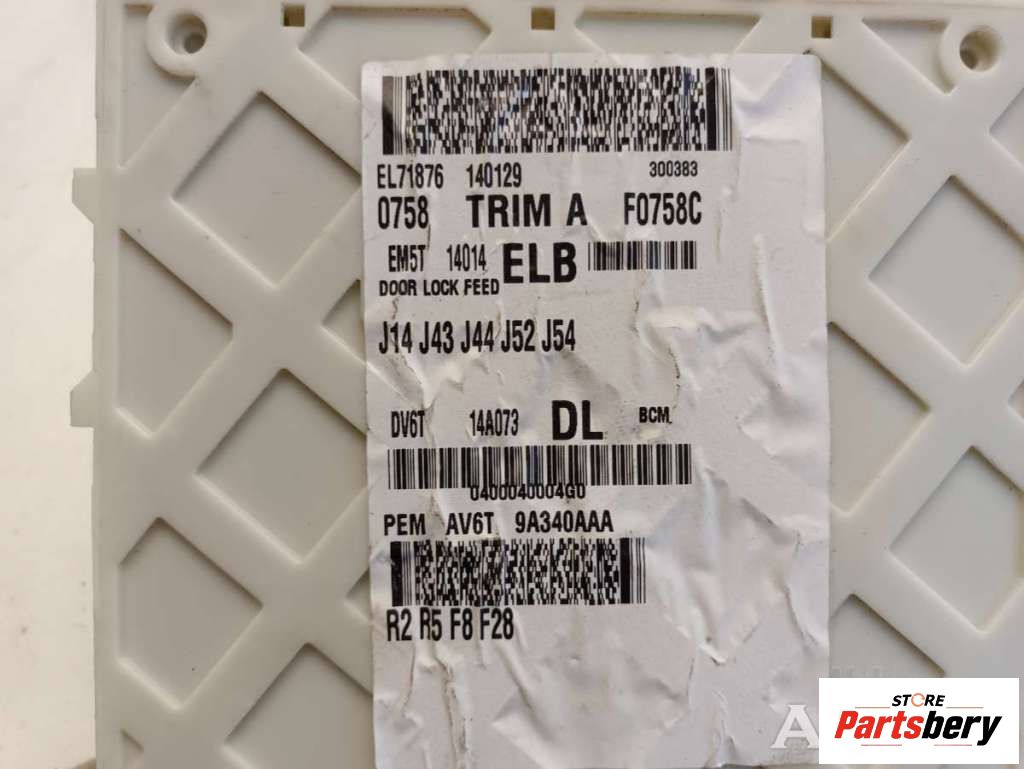 EL71876 140129 300383
0758 TRIM A F0758C
EM5T 14014 ELB
DOOR LOCK FEED
J14 J43 J44 J52 J54
DV6T 14A073 DL BCM
0400040004G0
PEM AV6T 9A340AAA
R2 R5 F8 F28
A
STORE
Partsbery